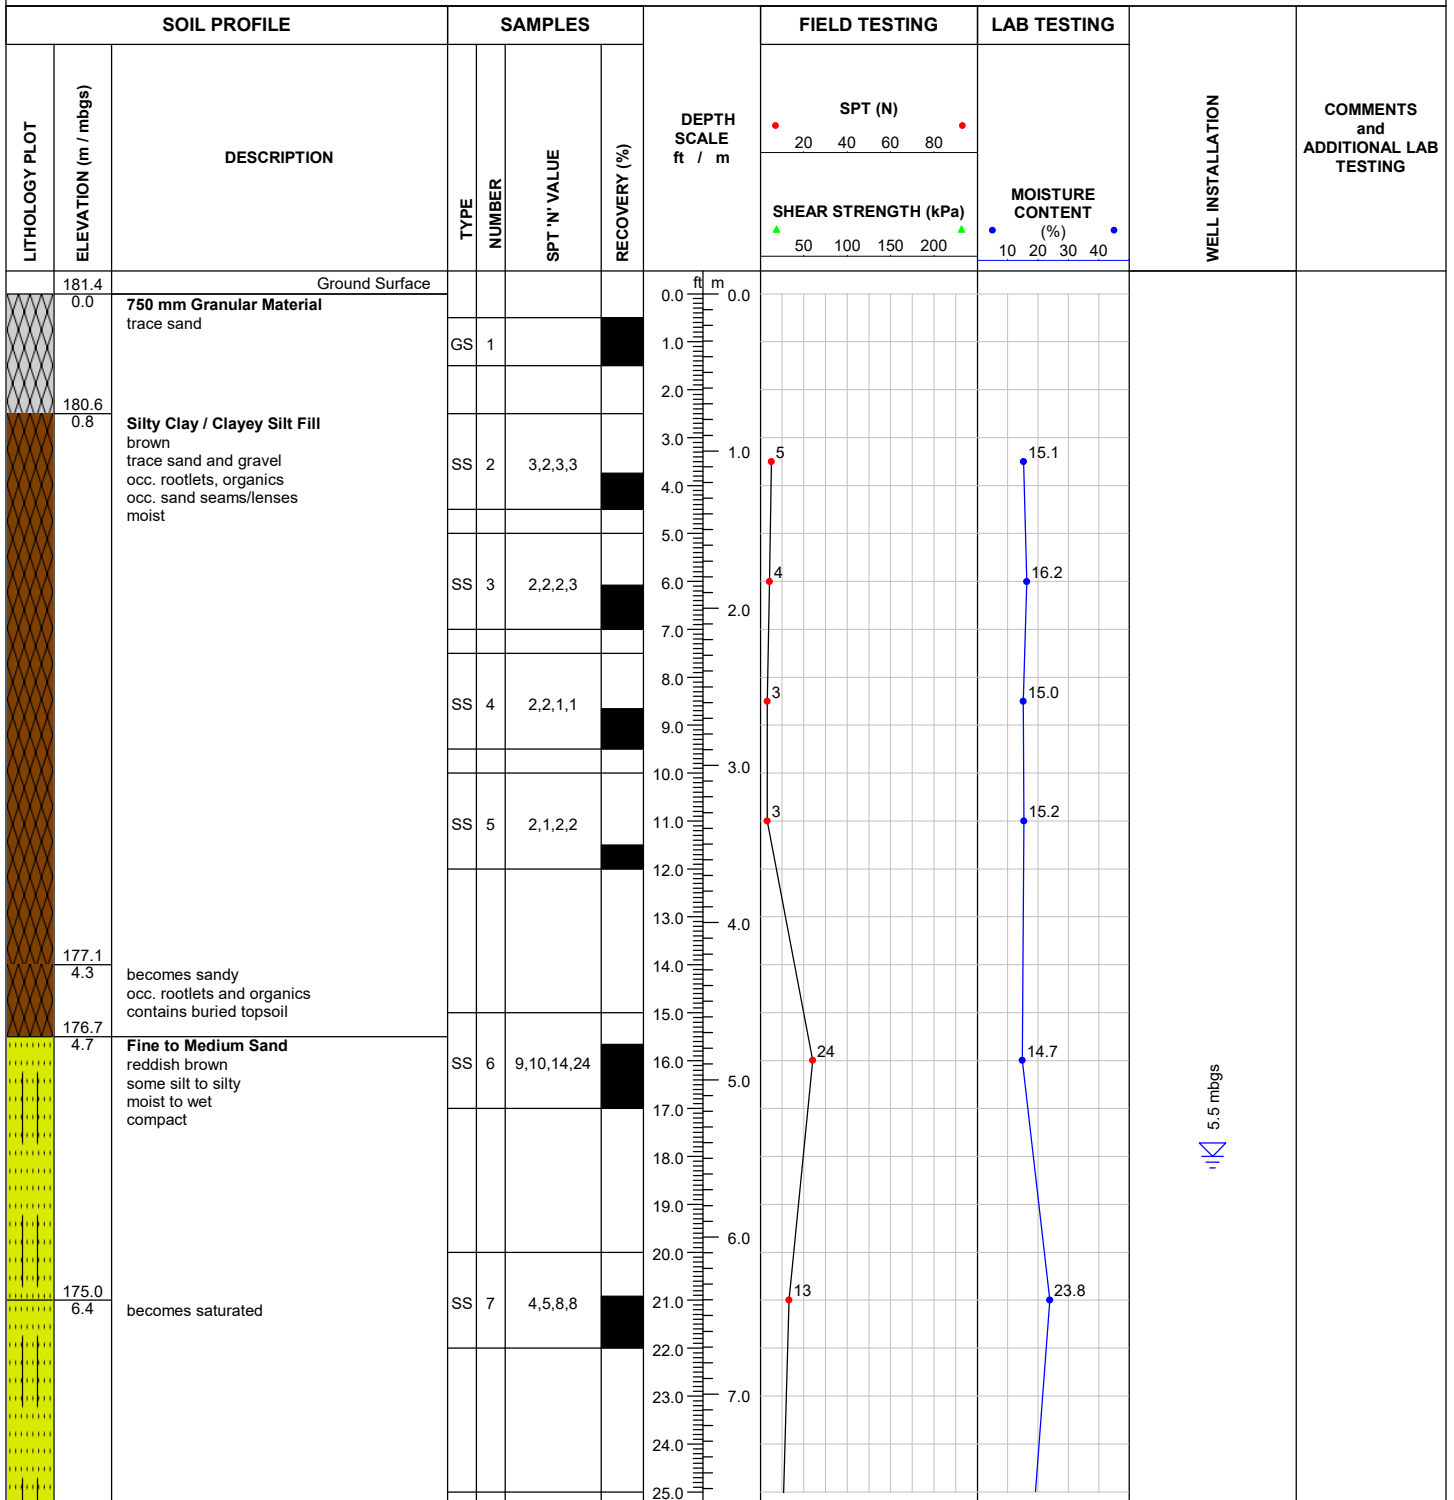 SOIL PROFILE
SAMPLES
FIELD TESTING
LAB TESTING
LITHOLOGY PLOT
ELEVATION (m / mbgs)
DESCRIPTION
TYPE
NUMBER
SPT 'N' VALUE
RECOVERY (%)
DEPTH
SCALE
ft / m
SPT (N)
20 40 60 80
SHEAR STRENGTH (kPa)
50 100 150 200
MOISTURE
CONTENT
(%)
10 20 30 40
WELL INSTALLATION
COMMENTS
and
ADDITIONAL LAB
TESTING
181.4 Ground Surface
ft m
0.0 0.0
0.0 750 mm Granular Material
trace sand
GS 1
1.0
2.0
180.6
0.8 Silty Clay / Clayey Silt Fill
brown
trace sand and gravel
occ. rootlets, organics
occ. sand seams/lenses
moist
3.0
1.0
SS 2 3,2,3,3
5 15.1
4.0
5.0
SS 3 2,2,2,3
6.0
4 16.2
2.0
7.0
8.0
SS 4 2,2,1,1
3 15.0
9.0
3.0
10.0
SS 5 2,1,2,2
11.0
3 15.2
12.0
13.0
4.0
177.1
4.3 becomes sandy
occ. rootlets and organics
contains buried topsoil
14.0
15.0
176.7
4.7 Fine to Medium Sand
reddish brown
some silt to silty
moist to wet
compact
SS 6 9,10,14,24
16.0
24 14.7
5.0
17.0
5.5 mbgs
18.0
19.0
6.0
20.0
175.0
6.4 becomes saturated
SS 7 4,5,8,8
21.0
13 23.8
22.0
23.0
7.0
24.0
25.0